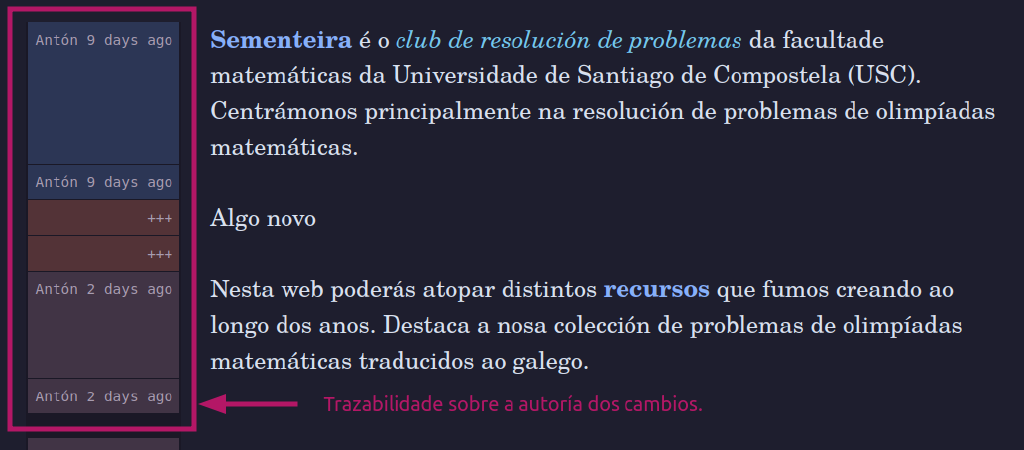 Antón 9 days ago
Sementeira é o club de resolución de problemas da facultade
matemáticas da Universidade de Santiago de Compostela (USC).
Centrámonos principalmente na resolución de problemas de olimpíadas
matemáticas.
Antón 9 days ago
+++
Algo novo
+++
Antón 2 days ago
Nesta web poderás atopar distintos recursos que fumos creando ao
longo dos anos. Destaca a nosa colección de problemas de olimpíadas
matemáticas traducidos ao galego.
Antón 2 days ago
Trazabilidade sobre a autoría dos cambios.